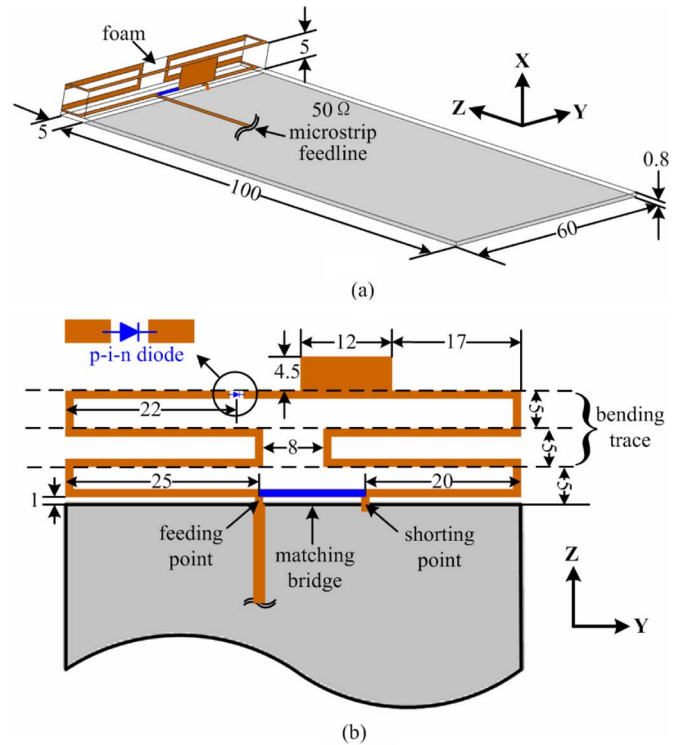 foam
5
X
Z
Y
50 Ω
microstrip
feedline
5
0.8
100
60
(a)
p-i-n diode
12
17
4.5
22
5
bending
trace
8
5
25
20
5
1
feeding
point
matching
bridge
shorting
point
Z
Y
(b)